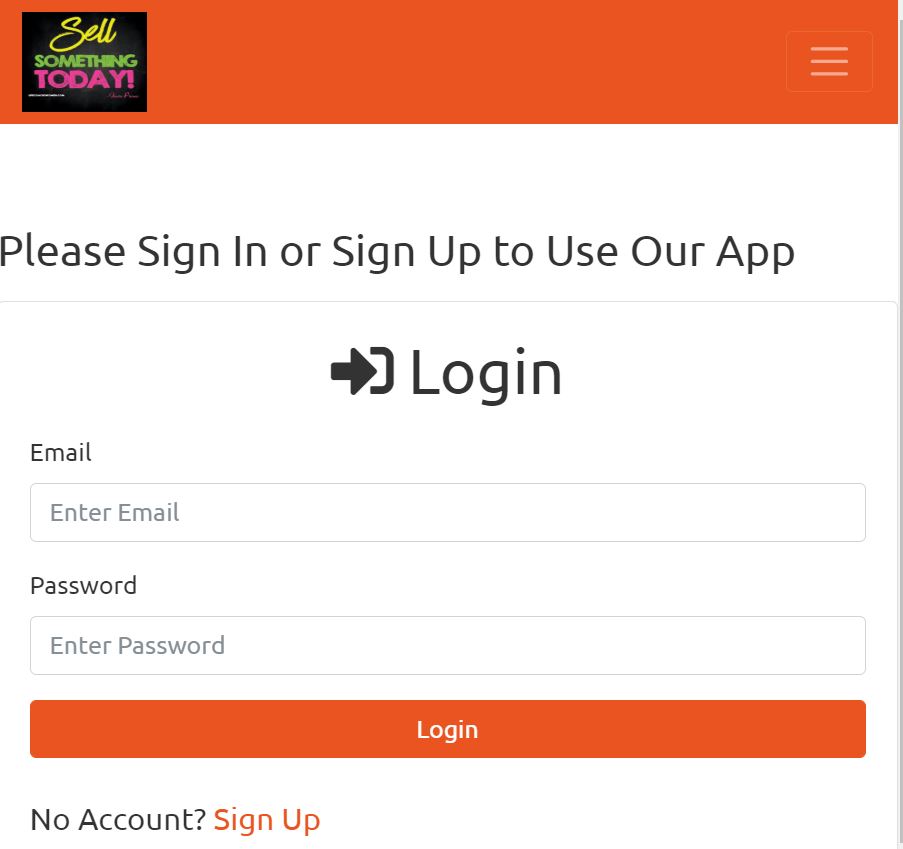 Sell
SOMETHING
TODAY!
Please Sign In or Sign Up to Use Our App
Login
Email
Enter Email
Password
Enter Password
Login
No Account? Sign Up